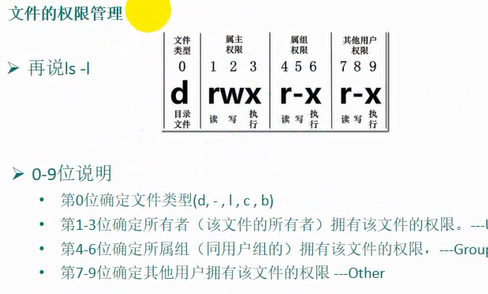 文件的权限管理
文件 属主 属组 其他用户
类型 权限 权限 权限
0 1 2 3 4 5 6 7 8 9
d rwx r-x r-x
目录 读 写 执 读 写 执 读 写 执
文件 行 行 行
➢ 再说ls -l
➢ 0-9位说明
• 第0位确定文件类型(d, - , l , c , b)
• 第1-3位确定所有者（该文件的所有者）拥有该文件的权限。---U
• 第4-6位确定所属组（同用户组的）拥有该文件的权限，---Group
• 第7-9位确定其他用户拥有该文件的权限 ---Other